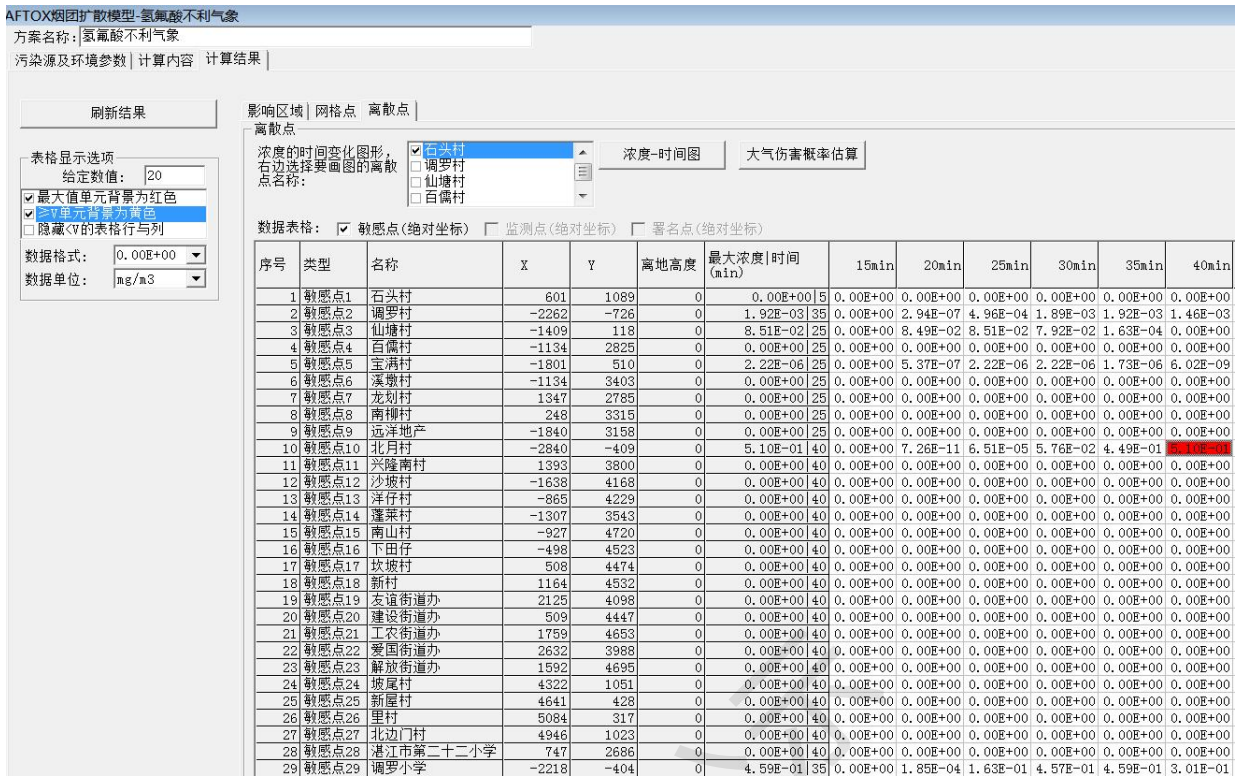 AFTOX烟团扩散模型-氢氟酸不利气象
方案名称: 氢氟酸不利气象
污染源及环境参数 计算内容 计算结果
刷新结果
表格显示选项
给定数值: 20
最大值单元背景为红色
≥V单元背景为黄色
隐藏<V的表格行与列
数据格式: 0.00E+00
数据单位: mg/m3
影响区域 网格点 离散点
离散点
浓度的时间变化图形,
右边选择要画图的离散
点名称:
石头村
调罗村
仙塘村
百儒村
浓度-时间图 大气伤害概率估算
数据表格: 敏感点(绝对坐标) 监测点(绝对坐标) 署名点(绝对坐标)
序号 类型 名称 X Y 离地高度 最大浓度|时间(min) 15min 20min 25min 30min 35min 40min
1 敏感点1 石头村 601 1089 0 0.00E+00|5 0.00E+00 0.00E+00 0.00E+00 0.00E+00 0.00E+00 0.00E+00
2 敏感点2 调罗村 -2262 -726 0 1.92E-03|35 0.00E+00 2.94E-07 4.96E-04 1.89E-03 1.92E-03 1.46E-03
3 敏感点3 仙塘村 -1409 118 0 8.51E-02|25 0.00E+00 8.49E-02 8.51E-02 7.92E-02 1.63E-04 0.00E+00
4 敏感点4 百儒村 -1134 2825 0 0.00E+00|25 0.00E+00 0.00E+00 0.00E+00 0.00E+00 0.00E+00 0.00E+00
5 敏感点5 宝满村 -1801 510 0 2.22E-06|25 0.00E+00 5.37E-07 2.22E-06 2.22E-06 1.73E-06 6.02E-09
6 敏感点6 溪墩村 -1134 3403 0 0.00E+00|25 0.00E+00 0.00E+00 0.00E+00 0.00E+00 0.00E+00 0.00E+00
7 敏感点7 龙划村 1347 2785 0 0.00E+00|25 0.00E+00 0.00E+00 0.00E+00 0.00E+00 0.00E+00 0.00E+00
8 敏感点8 南柳村 248 3315 0 0.00E+00|25 0.00E+00 0.00E+00 0.00E+00 0.00E+00 0.00E+00 0.00E+00
9 敏感点9 远洋地产 -1840 3158 0 0.00E+00|25 0.00E+00 0.00E+00 0.00E+00 0.00E+00 0.00E+00 0.00E+00
10 敏感点10 北月村 -2840 -409 0 5.10E-01|40 0.00E+00 7.26E-11 6.51E-05 5.76E-02 4.49E-01 5.10E-01
11 敏感点11 兴隆南村 1393 3800 0 0.00E+00|40 0.00E+00 0.00E+00 0.00E+00 0.00E+00 0.00E+00 0.00E+00
12 敏感点12 沙坡村 -1638 4168 0 0.00E+00|40 0.00E+00 0.00E+00 0.00E+00 0.00E+00 0.00E+00 0.00E+00
13 敏感点13 洋仔村 -865 4229 0 0.00E+00|40 0.00E+00 0.00E+00 0.00E+00 0.00E+00 0.00E+00 0.00E+00
14 敏感点14 蓬莱村 -1307 3543 0 0.00E+00|40 0.00E+00 0.00E+00 0.00E+00 0.00E+00 0.00E+00 0.00E+00
15 敏感点15 南山村 -927 4720 0 0.00E+00|40 0.00E+00 0.00E+00 0.00E+00 0.00E+00 0.00E+00 0.00E+00
16 敏感点16 下田仔 -498 4523 0 0.00E+00|40 0.00E+00 0.00E+00 0.00E+00 0.00E+00 0.00E+00 0.00E+00
17 敏感点17 坎坡村 508 4474 0 0.00E+00|40 0.00E+00 0.00E+00 0.00E+00 0.00E+00 0.00E+00 0.00E+00
18 敏感点18 新村 1164 4532 0 0.00E+00|40 0.00E+00 0.00E+00 0.00E+00 0.00E+00 0.00E+00 0.00E+00
19 敏感点19 友谊街道办 2125 4098 0 0.00E+00|40 0.00E+00 0.00E+00 0.00E+00 0.00E+00 0.00E+00 0.00E+00
20 敏感点20 建设街道办 509 4447 0 0.00E+00|40 0.00E+00 0.00E+00 0.00E+00 0.00E+00 0.00E+00 0.00E+00
21 敏感点21 工农街道办 1759 4653 0 0.00E+00|40 0.00E+00 0.00E+00 0.00E+00 0.00E+00 0.00E+00 0.00E+00
22 敏感点22 爱国街道办 2632 3988 0 0.00E+00|40 0.00E+00 0.00E+00 0.00E+00 0.00E+00 0.00E+00 0.00E+00
23 敏感点23 解放街道办 1592 4695 0 0.00E+00|40 0.00E+00 0.00E+00 0.00E+00 0.00E+00 0.00E+00 0.00E+00
24 敏感点24 坡尾村 4322 1051 0 0.00E+00|40 0.00E+00 0.00E+00 0.00E+00 0.00E+00 0.00E+00 0.00E+00
25 敏感点25 新屋村 4641 428 0 0.00E+00|40 0.00E+00 0.00E+00 0.00E+00 0.00E+00 0.00E+00 0.00E+00
26 敏感点26 里村 5084 317 0 0.00E+00|40 0.00E+00 0.00E+00 0.00E+00 0.00E+00 0.00E+00 0.00E+00
27 敏感点27 北边门村 4946 1023 0 0.00E+00|40 0.00E+00 0.00E+00 0.00E+00 0.00E+00 0.00E+00 0.00E+00
28 敏感点28 湛江市第二十二小学 747 2686 0 0.00E+00|40 0.00E+00 0.00E+00 0.00E+00 0.00E+00 0.00E+00 0.00E+00
29 敏感点29 调罗小学 -2218 -404 0 4.59E-01|35 0.00E+00 1.85E-04 1.63E-01 4.57E-01 4.59E-01 3.01E-01